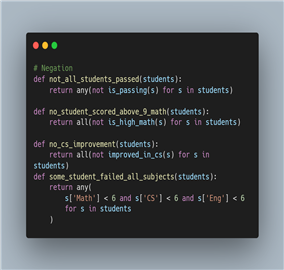 # Negation
def not_all_students_passed(students):
    return any(not is_passing(s) for s in students)

def no_student_scored_above_9_math(students):
    return all(not is_high_math(s) for s in students)

def no_cs_improvement(students):
    return all(not improved_in_cs(s) for s in
students)
def some_student_failed_all_subjects(students):
    return any(
        s['Math'] < 6 and s['CS'] < 6 and s['Eng'] < 6
        for s in students
    )